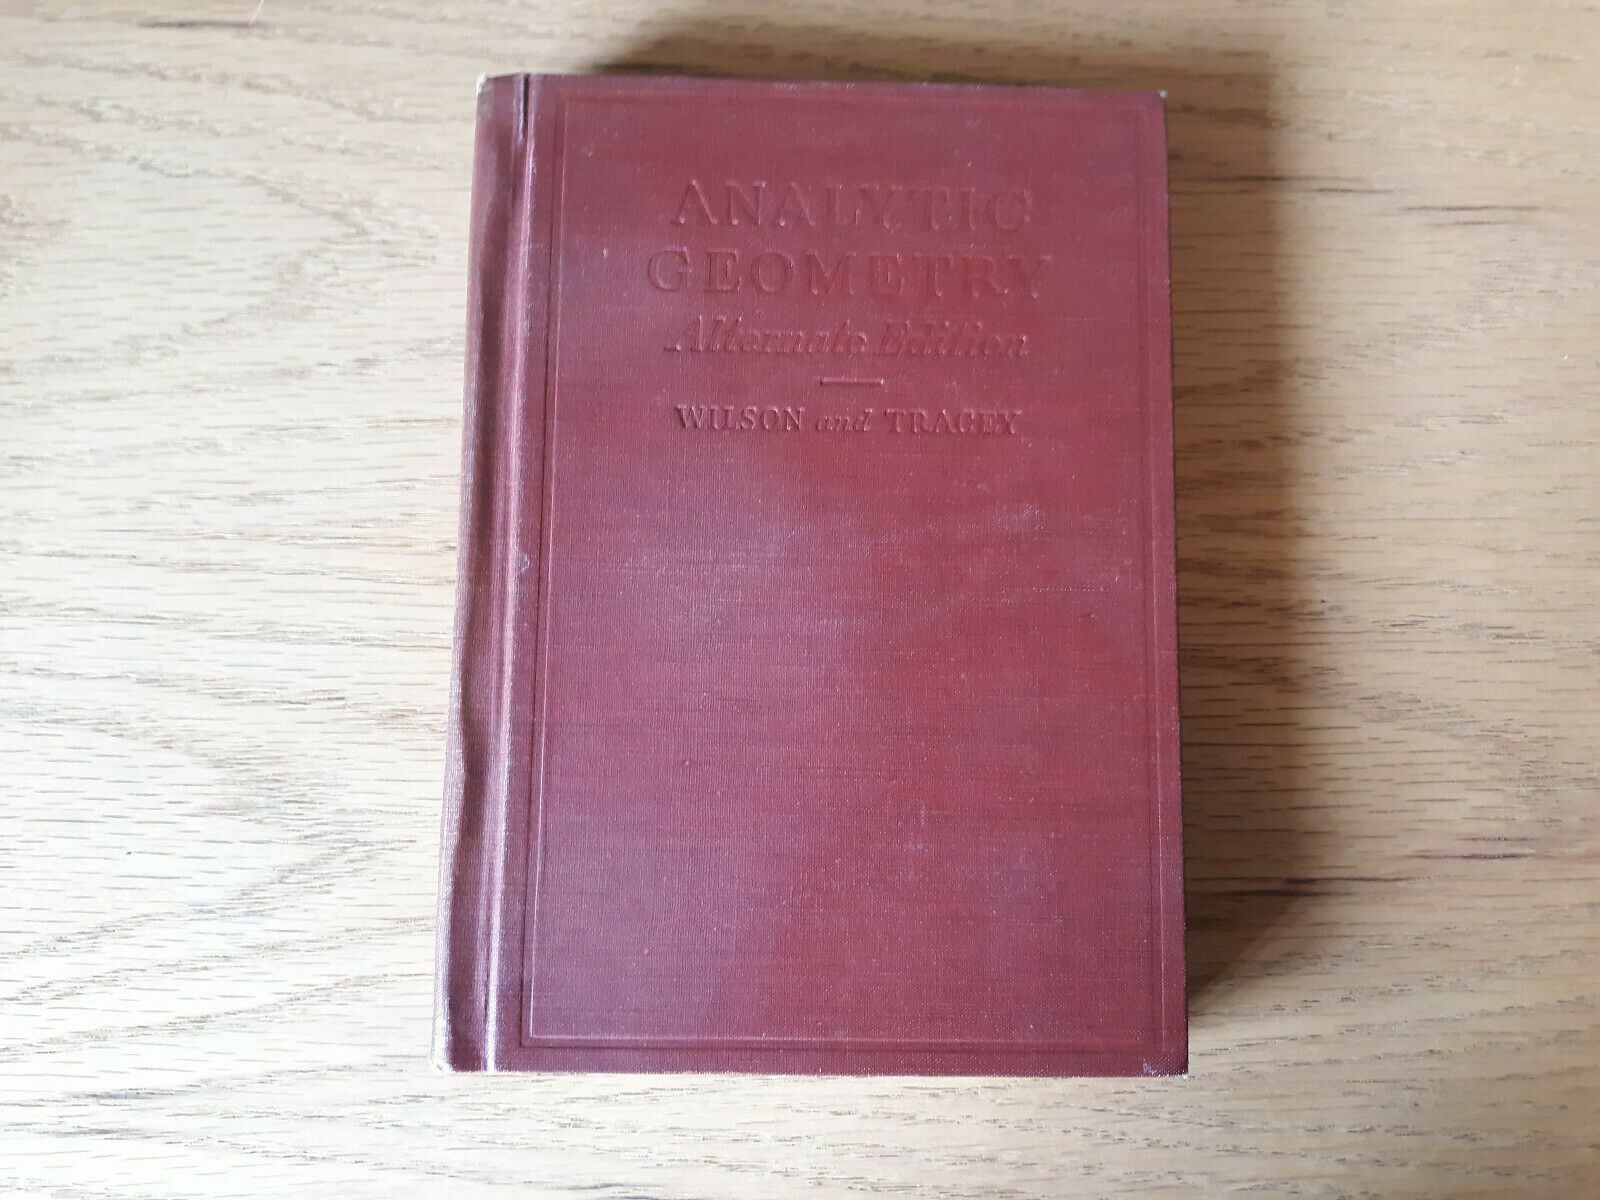 ANALYTIC
GEOMETRY
Alternate Edition
WILSON and TRACEY